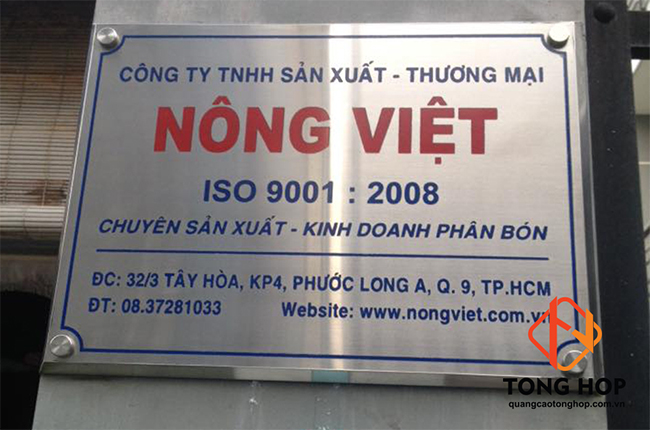 CÔNG TY TNHH SẢN XUẤT - THƯƠNG MẠI
NÔNG VIỆT
ISO 9001 : 2008
CHUYÊN SẢN XUẤT - KINH DOANH PHÂN BÓN
ĐC: 32/3 TÂY HÒA, KP4, PHƯỚC LONG A, Q. 9, TP.HCM
ĐT: 08.37281033 Website: www.nongviet.com.vn
TONG HOP
quangcaotonghop.com.vn